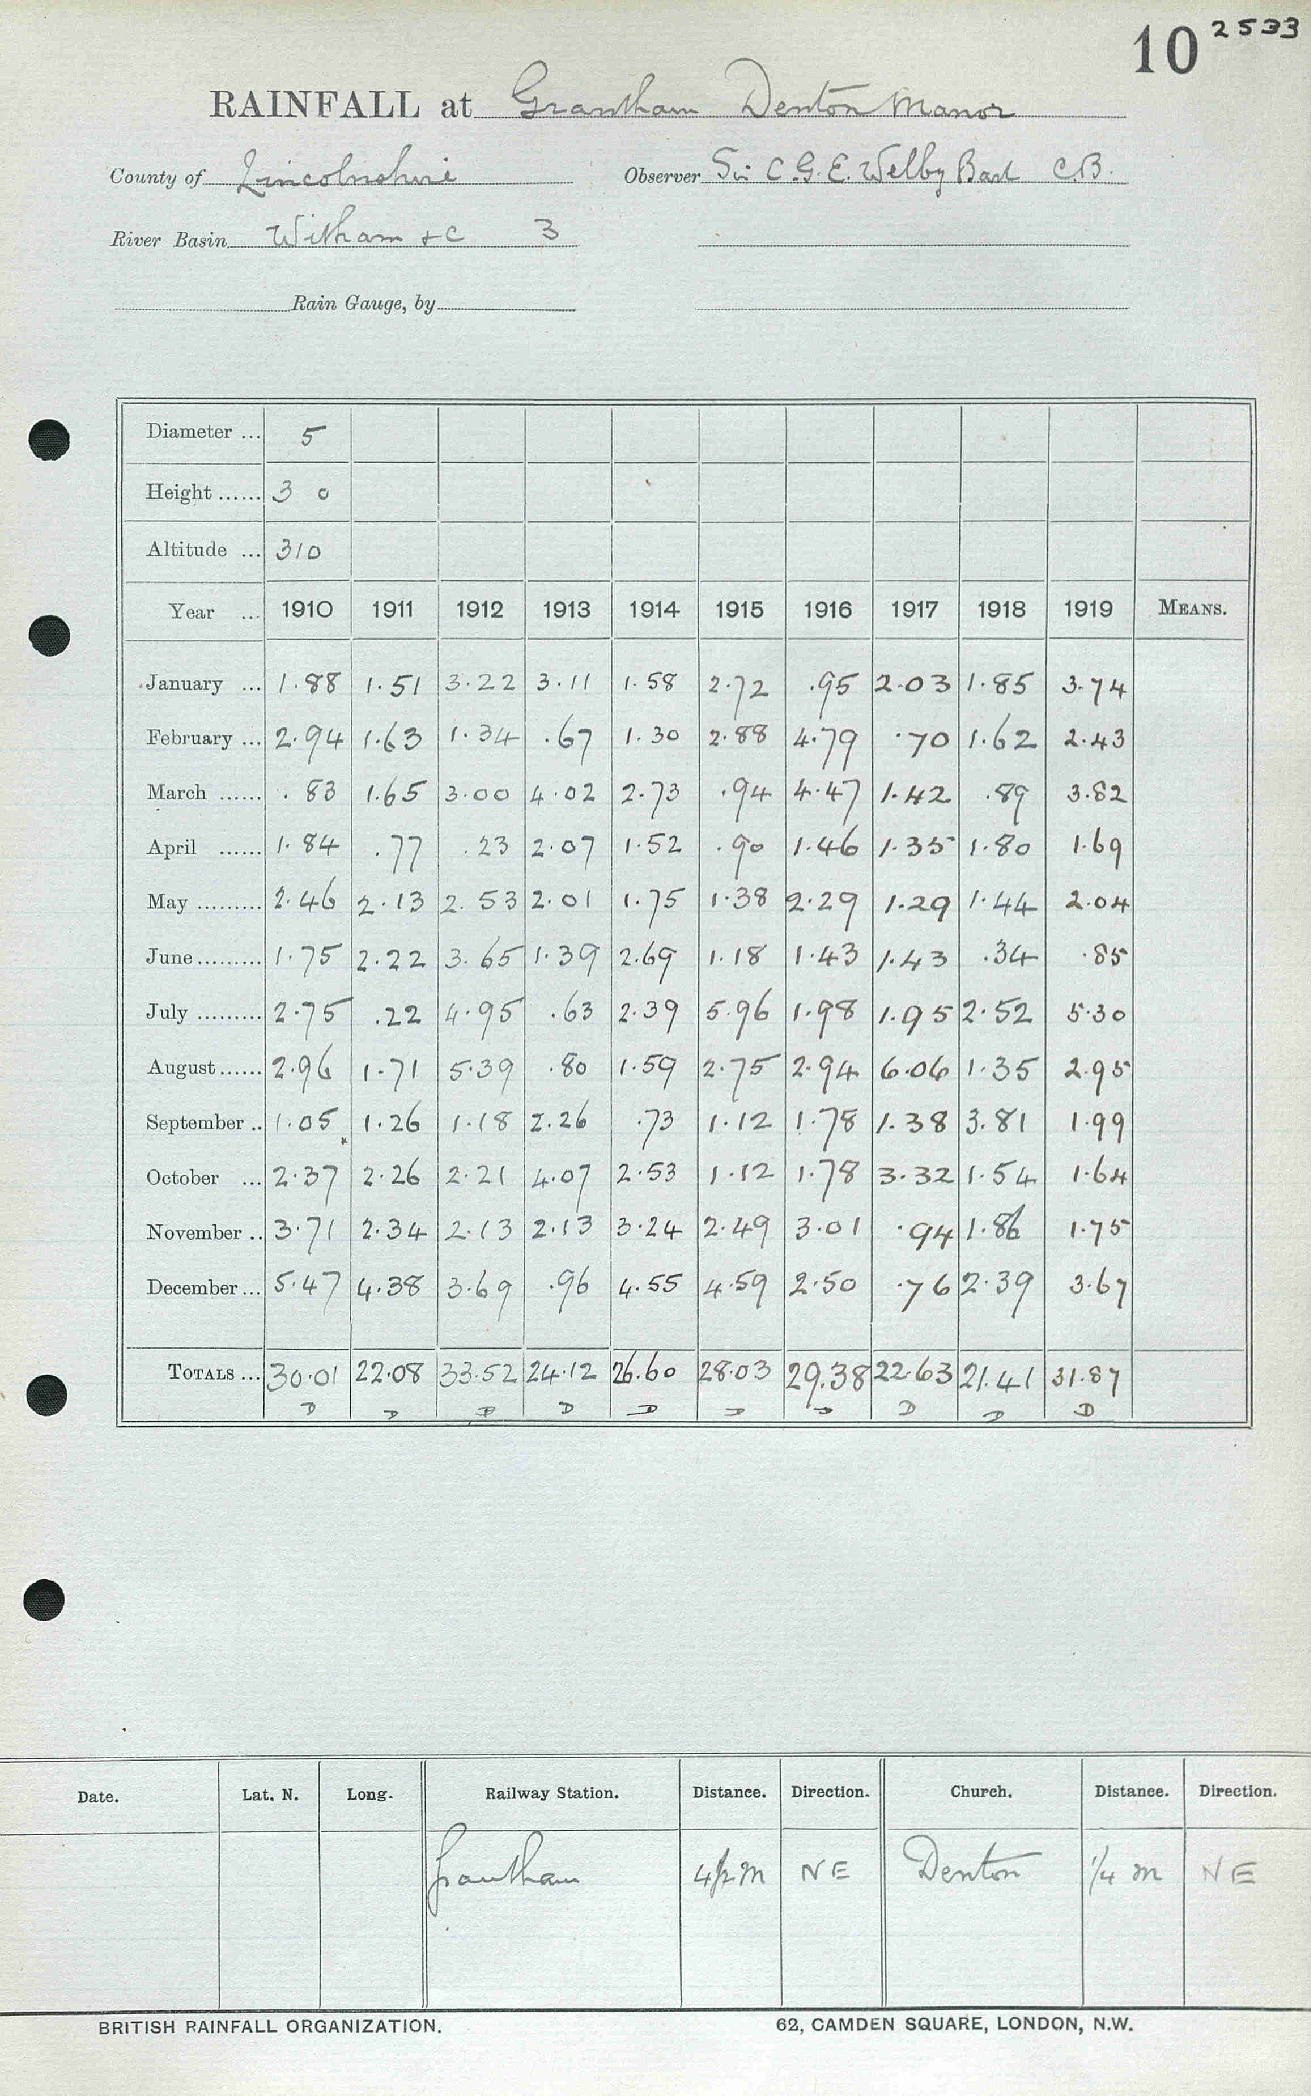 10 2533
RAINFALL at Grantham Denton Manor
County of Lincolnshire Observer Sir C.G.E. Welby Bart C.B.
River Basin Witham &c 3
Rain Gauge, by
Diameter ... 5
Height ...... 3 0
Altitude ... 310
Year ... 1910 1911 1912 1913 1914 1915 1916 1917 1918 1919 MEANS.
January ... 1.88 1.51 3.22 3.11 1.58 2.72 .95 2.03 1.85 3.74
February ... 2.94 1.63 1.34 .67 1.30 2.88 4.79 .70 1.62 2.43
March ...... .83 1.65 3.00 4.02 2.73 .94 4.47 1.42 .89 3.82
April ...... 1.84 .77 .23 2.07 1.52 .90 1.46 1.35 1.80 1.69
May ......... 2.46 2.13 2.53 2.01 1.75 1.38 2.29 1.29 1.44 2.04
June ......... 1.75 2.22 3.65 1.39 2.69 1.18 1.43 1.43 .34 .85
July ......... 2.75 .22 4.95 .63 2.39 5.96 1.98 1.95 2.52 5.30
August ...... 2.96 1.71 5.39 .80 1.59 2.75 2.94 6.06 1.35 2.95
September .. 1.05 1.26 1.18 2.26 .73 1.12 1.78 1.38 3.81 1.99
October ... 2.37 2.26 2.21 4.07 2.53 1.12 1.78 3.32 1.54 1.64
November .. 3.71 2.34 2.13 2.13 3.24 2.49 3.01 .94 1.86 1.75
December ... 5.47 4.38 3.69 .96 4.55 4.59 2.50 .76 2.39 3.67
TOTALS ... 30.01 22.08 33.52 24.12 26.60 28.03 29.38 22.63 21.41 31.87
D D D D D D D D D D
Date. Lat. N. Long. Railway Station. Distance. Direction. Church. Distance. Direction.
Grantham 4½ m NE Denton ¼ m NE
BRITISH RAINFALL ORGANIZATION. 62, CAMDEN SQUARE, LONDON, N.W.